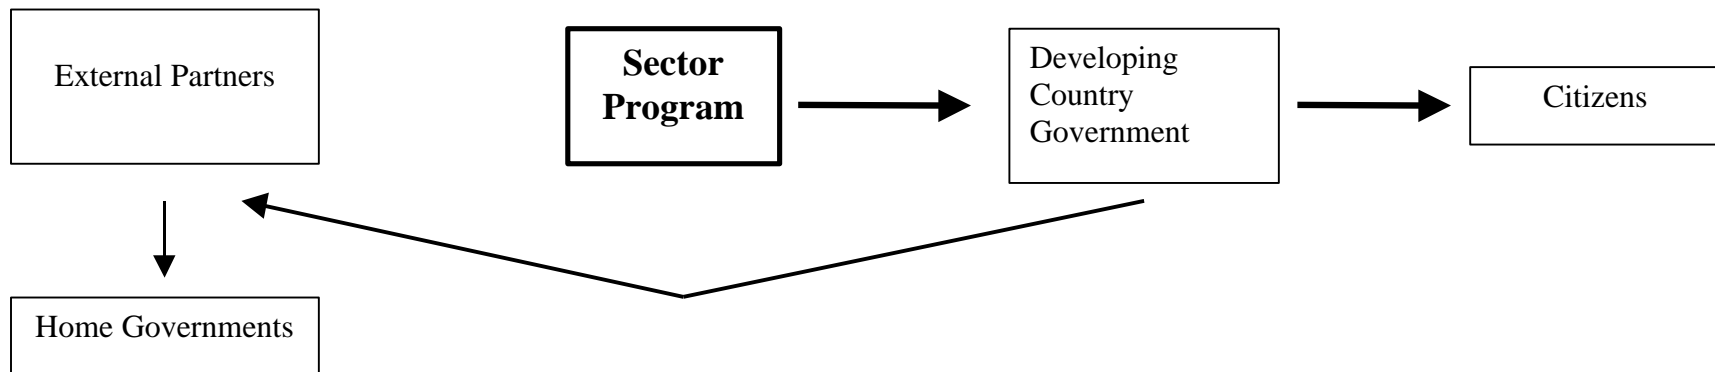 External Partners
Sector
Program
Developing
Country
Government
Citizens
Home Governments